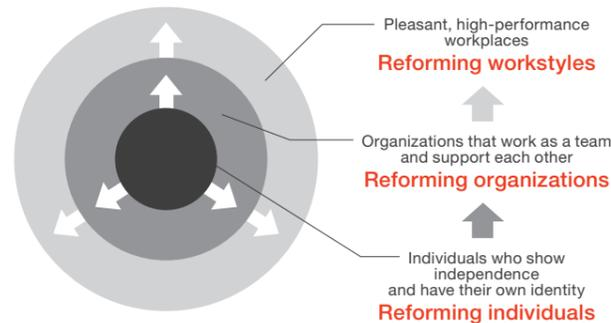 Pleasant, high-performance
workplaces
Reforming workstyles
Organizations that work as a team
and support each other
Reforming organizations
Individuals who show
independence
and have their own identity
Reforming individuals